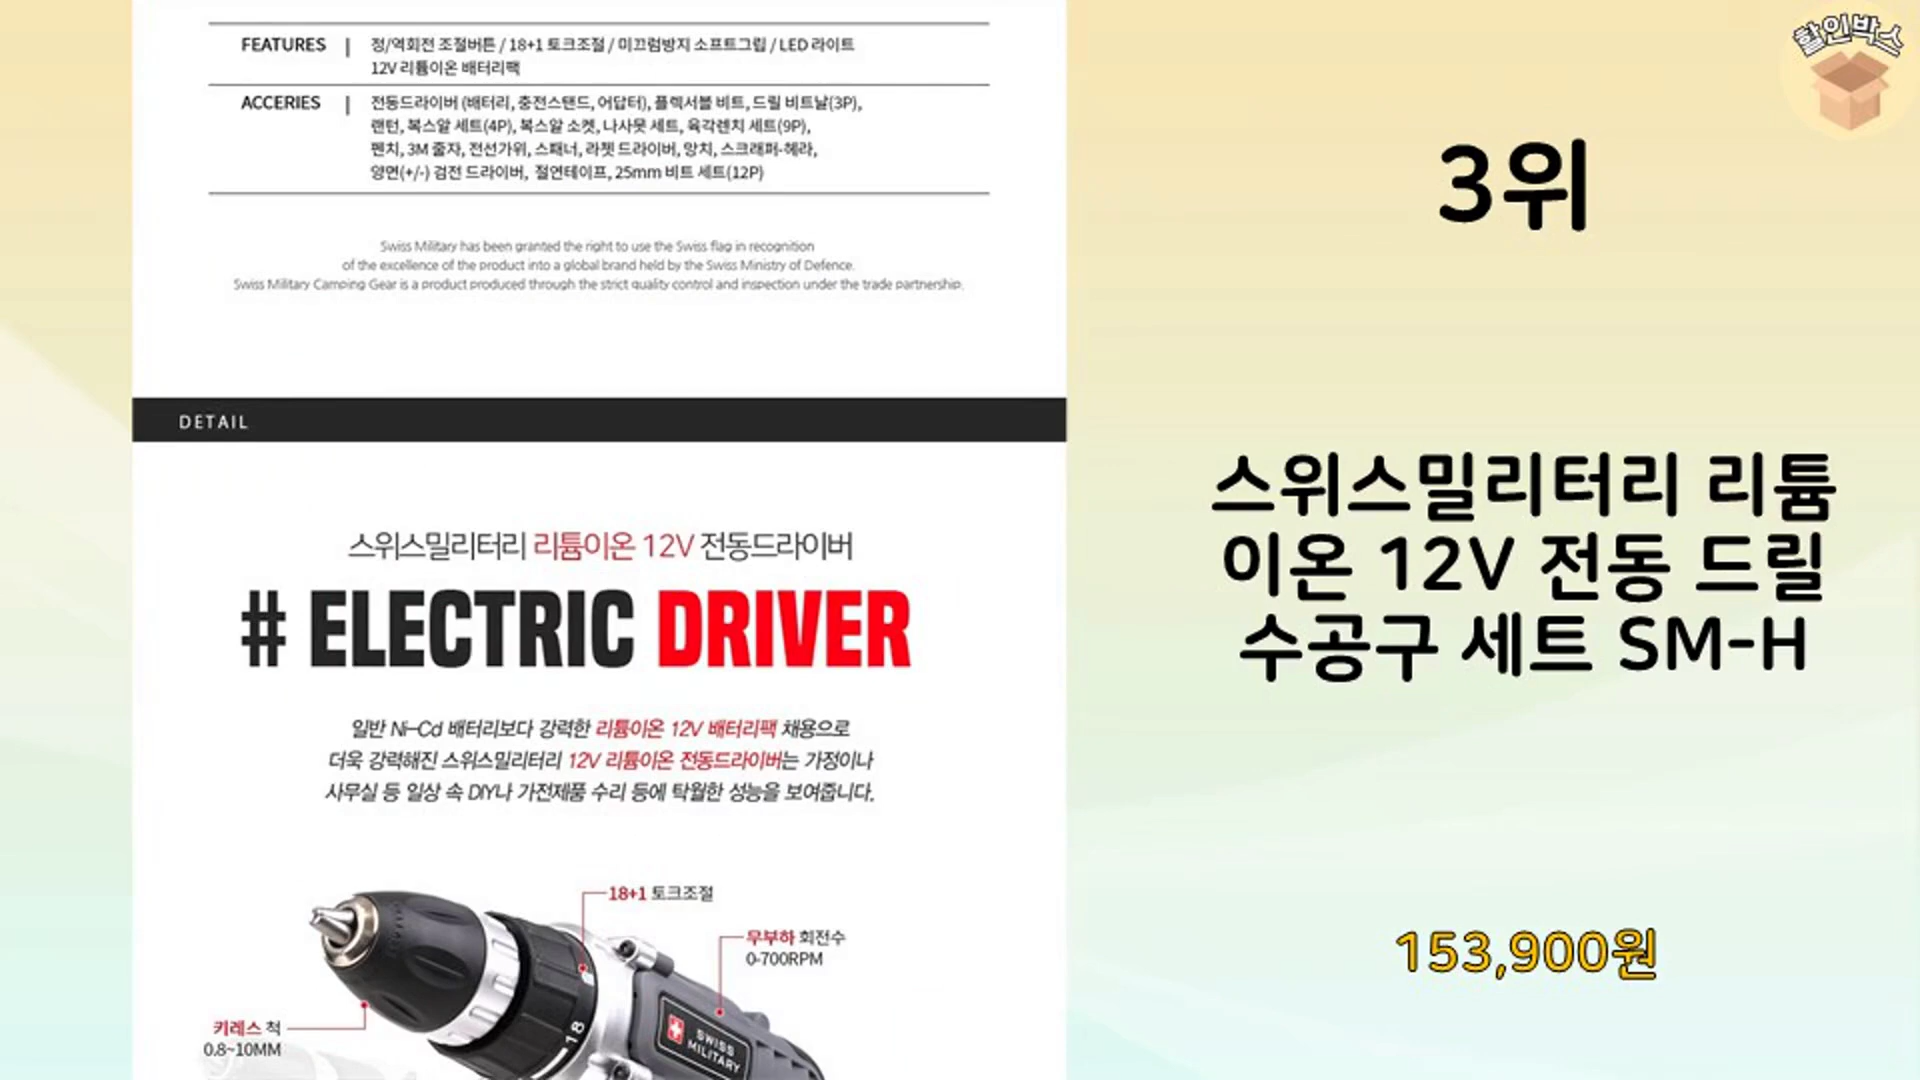 FEATURES | 정/역회전 조절버튼 / 18+1 토크조절 / 미끄럼방지 소프트그립 / LED 라이트
12V 리튬이온 배터리팩
ACCERIES | 전동드라이버 (배터리, 충전스탠드, 어답터), 플렉서블 비트, 드릴 비트날(3P),
랜턴, 복스알 세트(4P), 복스알 소켓, 나사못 세트, 육각렌치 세트(9P),
펜치, 3M 줄자, 전선가위, 스패너, 라쳇 드라이버, 망치, 스크래퍼-헤라,
양면(+/-) 검전 드라이버, 절연테이프, 25mm 비트 세트(12P)
Swiss Military has been granted the right to use the Swiss flag in recognition
of the excellence of the product into a global brand held by the Swiss Ministry of Defence.
Swiss Military Camping Gear is a product produced through the strict quality control and inspection under the trade partnership.
DETAIL
스위스밀리터리 리튬이온 12V 전동드라이버
# ELECTRIC DRIVER
일반 Ni-Cd 배터리보다 강력한 리튬이온 12V 배터리팩 채용으로
더욱 강력해진 스위스밀리터리 12V 리튬이온 전동드라이버는 가정이나
사무실 등 일상 속 DIY나 가전제품 수리 등에 탁월한 성능을 보여줍니다.
18+1 토크조절
무부하 회전수
0-700RPM
키레스 척
0.8~10MM
18
SWISS
MILITARY
할인박스
3위
스위스밀리터리 리튬
이온 12V 전동 드릴
수공구 세트 SM-H
153,900원